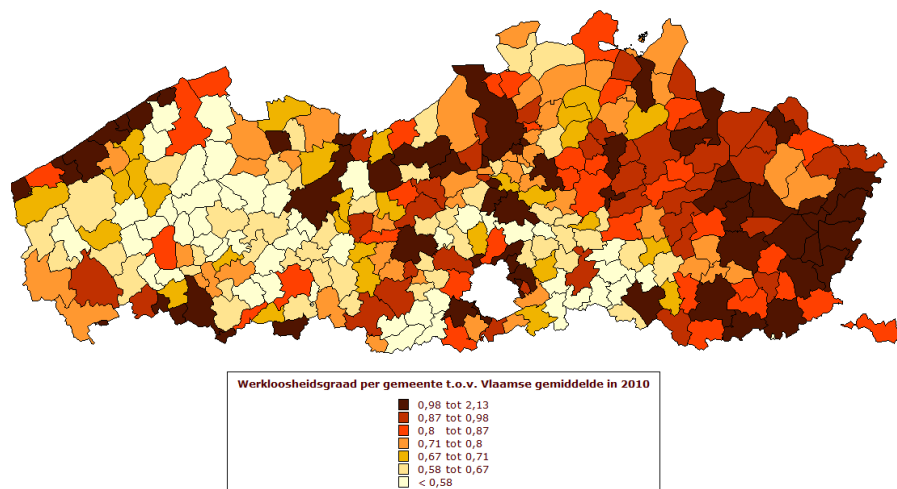 Werkloosheidsgraad per gemeente t.o.v. Vlaamse gemiddelde in 2010
0,98 tot 2,13
0,87 tot 0,98
0,8 tot 0,87
0,71 tot 0,8
0,67 tot 0,71
0,58 tot 0,67
< 0,58